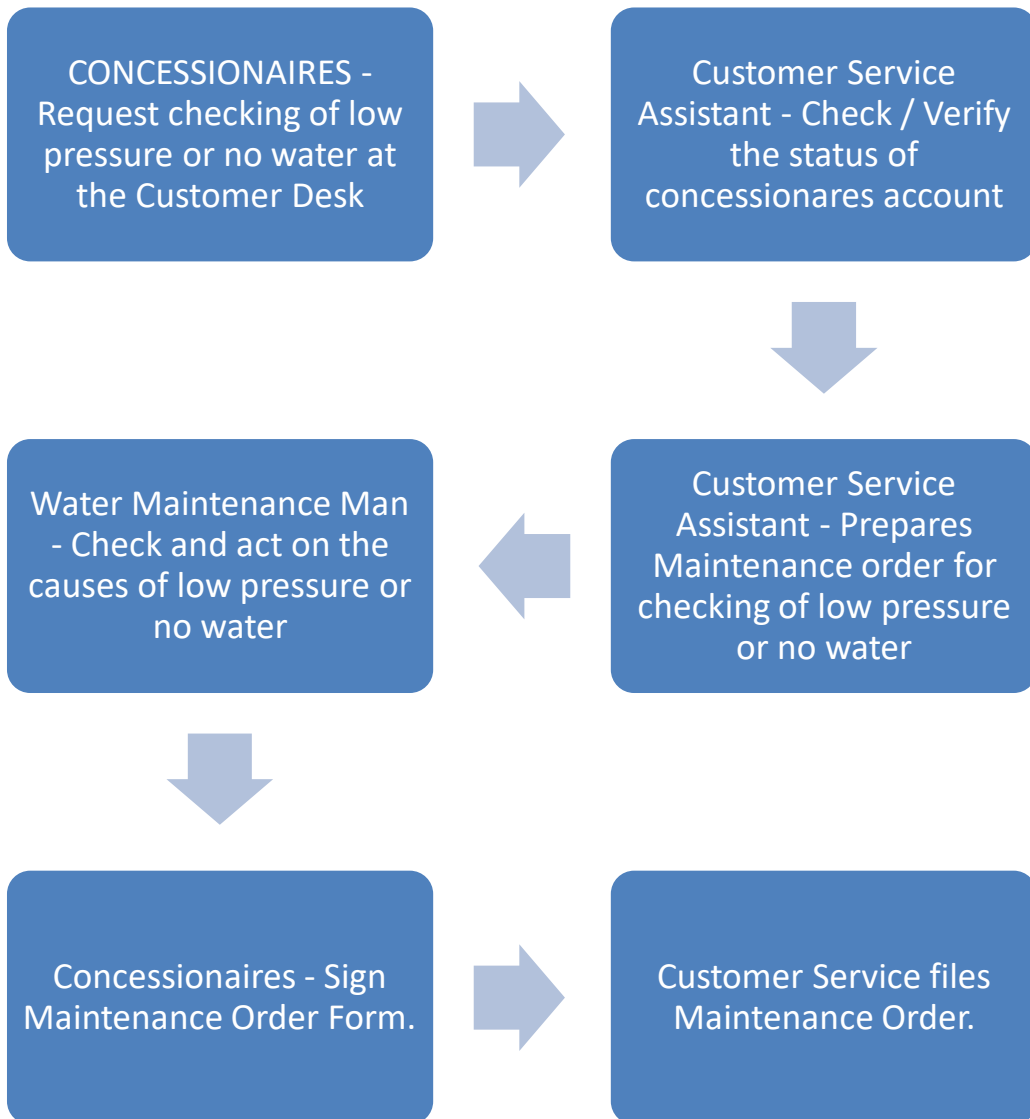 CONCESSIONAIRES -
Request checking of low
pressure or no water at
the Customer Desk
Customer Service
Assistant - Check / Verify
the status of
concessionares account
Customer Service
Assistant - Prepares
Maintenance order for
checking of low pressure
or no water
Water Maintenance Man
- Check and act on the
causes of low pressure or
no water
Concessionaires - Sign
Maintenance Order Form.
Customer Service files
Maintenance Order.